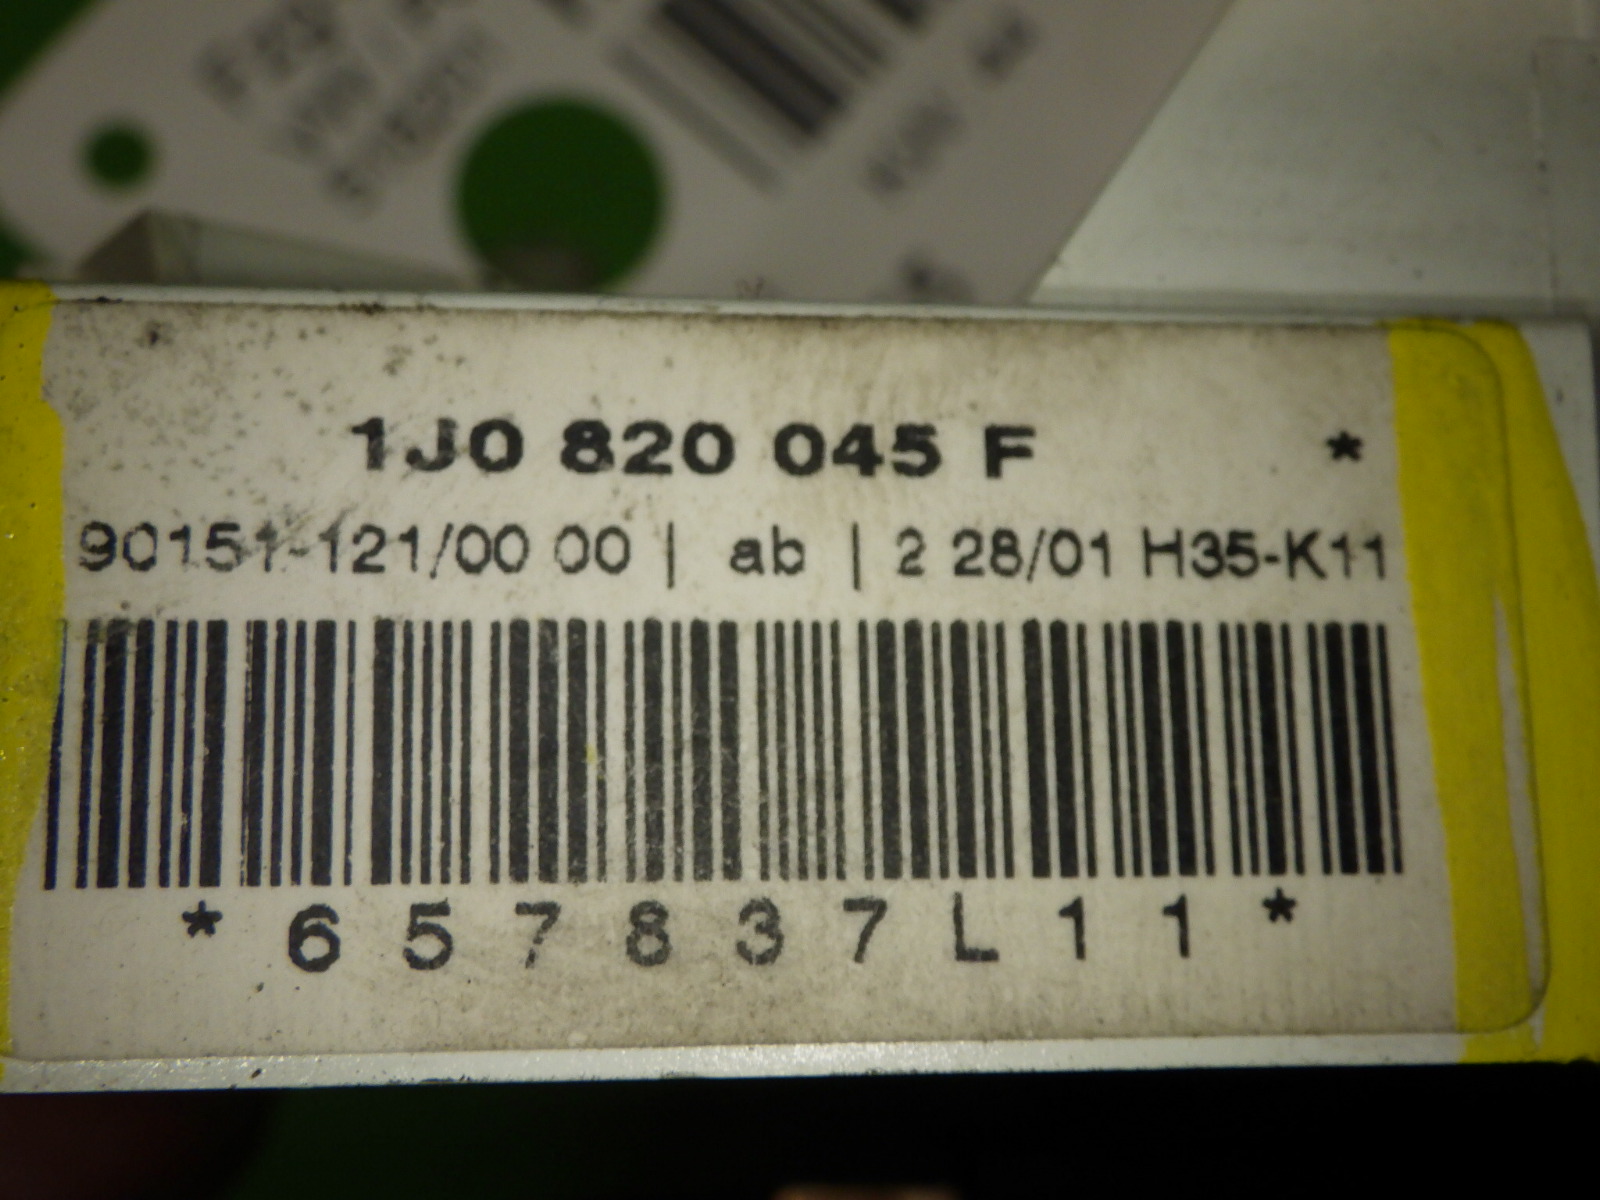 1J0 820 045 F *
90151-121/00 00 | ab | 2 28/01 H35-K11
*657837L11*